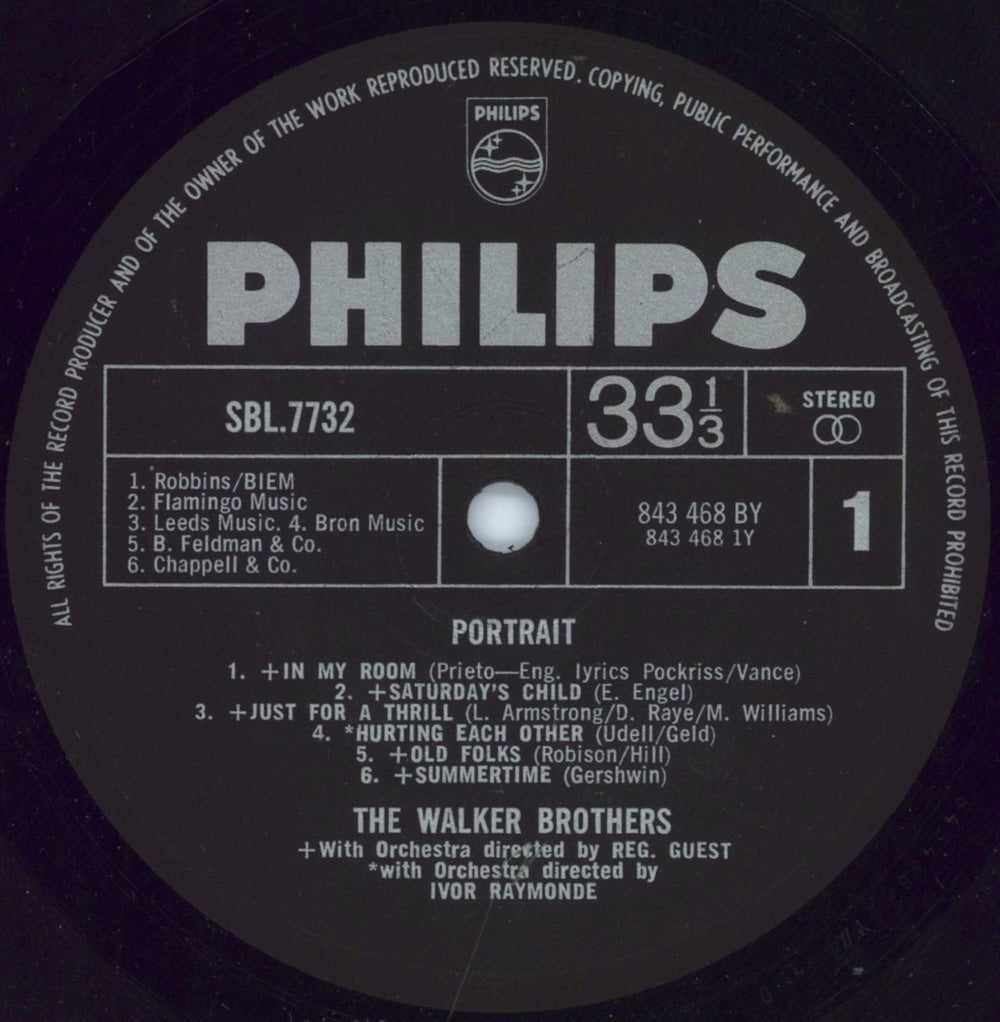 ALL RIGHTS OF THE RECORD PRODUCER AND OF THE OWNER OF THE WORK REPRODUCED RESERVED. COPYING, PUBLIC PERFORMANCE AND BROADCASTING OF THIS RECORD PROHIBITED
PHILIPS
PHILIPS
SBL.7732
33 1/3
STEREO
1. Robbins/BIEM
2. Flamingo Music
3. Leeds Music. 4. Bron Music
5. B. Feldman & Co.
6. Chappell & Co.
843 468 BY
843 468 1Y
1
PORTRAIT
1. +IN MY ROOM (Prieto—Eng. lyrics Pockriss/Vance)
2. +SATURDAY'S CHILD (E. Engel)
3. +JUST FOR A THRILL (L. Armstrong/D. Raye/M. Williams)
4. *HURTING EACH OTHER (Udell/Geld)
5. +OLD FOLKS (Robison/Hill)
6. +SUMMERTIME (Gershwin)
THE WALKER BROTHERS
+With Orchestra directed by REG. GUEST
*with Orchestra directed by
IVOR RAYMONDE